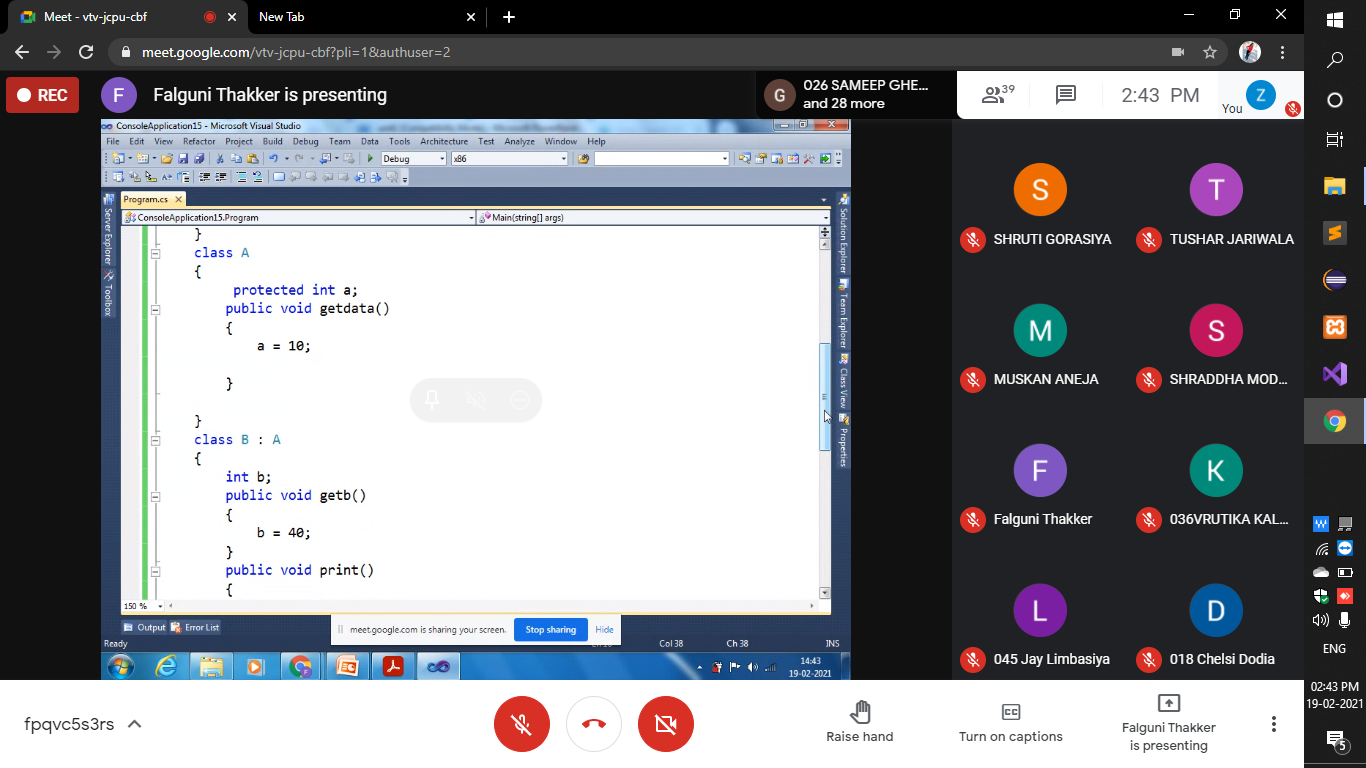 Meet - vtv-jcpu-cbf
New Tab
meet.google.com/vtv-jcpu-cbf?pli=1&authuser=2
REC
F
Falguni Thakker is presenting
G
026 SAMEEP GHE...
and 28 more
39
2:43 PM
You
Z
ConsoleApplication15 - Microsoft Visual Studio
File Edit View Refactor Project Build Debug Team Data Tools Architecture Test Analyze Window Help
Debug
x86
Program.cs
ConsoleApplication15.Program
Main(string[] args)
Server Explorer
Toolbox
}
class A
{
protected int a;
public void getdata()
{
a = 10;
}
}
class B : A
{
int b;
public void getb()
{
b = 40;
}
public void print()
{
150 %
Solution Explorer
Team Explorer
Class View
Properties
Output
Error List
meet.google.com is sharing your screen.
Stop sharing
Hide
Ready
Col 38
Ch 38
INS
14:43
19-02-2021
S
SHRUTI GORASIYA
T
TUSHAR JARIWALA
M
MUSKAN ANEJA
S
SHRADDHA MOD...
F
Falguni Thakker
K
036VRUTIKA KAL...
L
045 Jay Limbasiya
D
018 Chelsi Dodia
fpqvc5s3rs
Raise hand
CC
Turn on captions
Falguni Thakker
is presenting
W
ENG
02:43 PM
19-02-2021
5